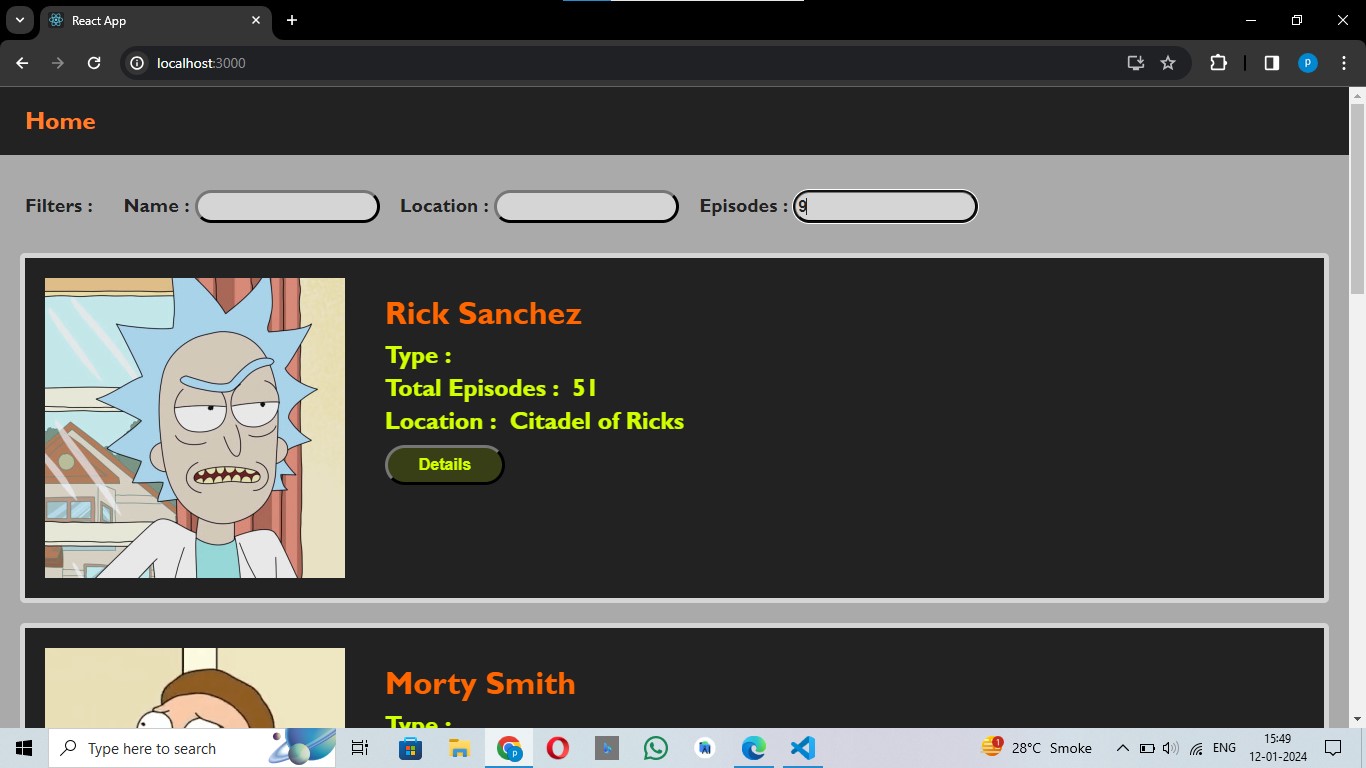 React App
localhost:3000
P
Home
Filters : Name : Location : Episodes : 9
Rick Sanchez
Type :
Total Episodes : 51
Location : Citadel of Ricks
Details
Morty Smith
Type :
Type here to search
1
28°C Smoke
ENG
15:49
12-01-2024